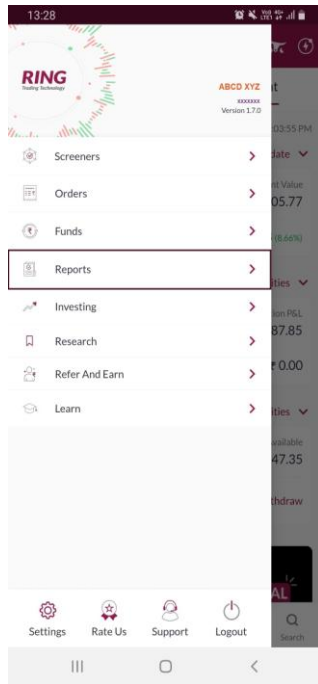 13:28
RING
Trading Technology
ABCD XYZ
xxxxxxx
Version 1.7.0
03:55 PM
date
Screeners
nt Value
05.77
Orders
Funds
(8.66%)
Reports
ities
Investing
ion P&L
87.85
Research
₹ 0.00
Refer And Earn
Learn
ities
vailable
47.35
thdraw
AL
Settings
Rate Us
Support
Logout
Search